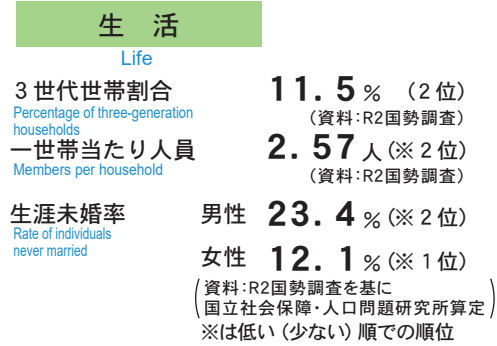 生 活
Life
3世代世帯割合 11.5% (2位)
Percentage of three-generation
households
(資料:R2国勢調査)
一世帯当たり人員 2.57人(※2位)
Members per household
(資料:R2国勢調査)
生涯未婚率 男性 23.4%(※2位)
Rate of individuals
never married
女性 12.1%(※1位)
(資料:R2国勢調査を基に
国立社会保障・人口問題研究所算定)
※は低い(少ない)順での順位